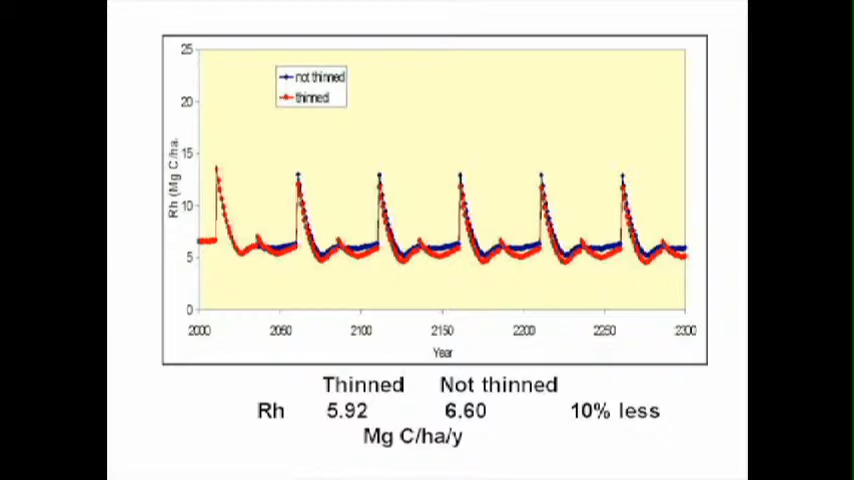 25
20
15
10
5
0
Rh (Mg C/ha.
not thinned
thinned
2000 2050 2100 2150 2200 2250 2300
Year
Thinned Not thinned
Rh 5.92 6.60 10% less
Mg C/ha/y